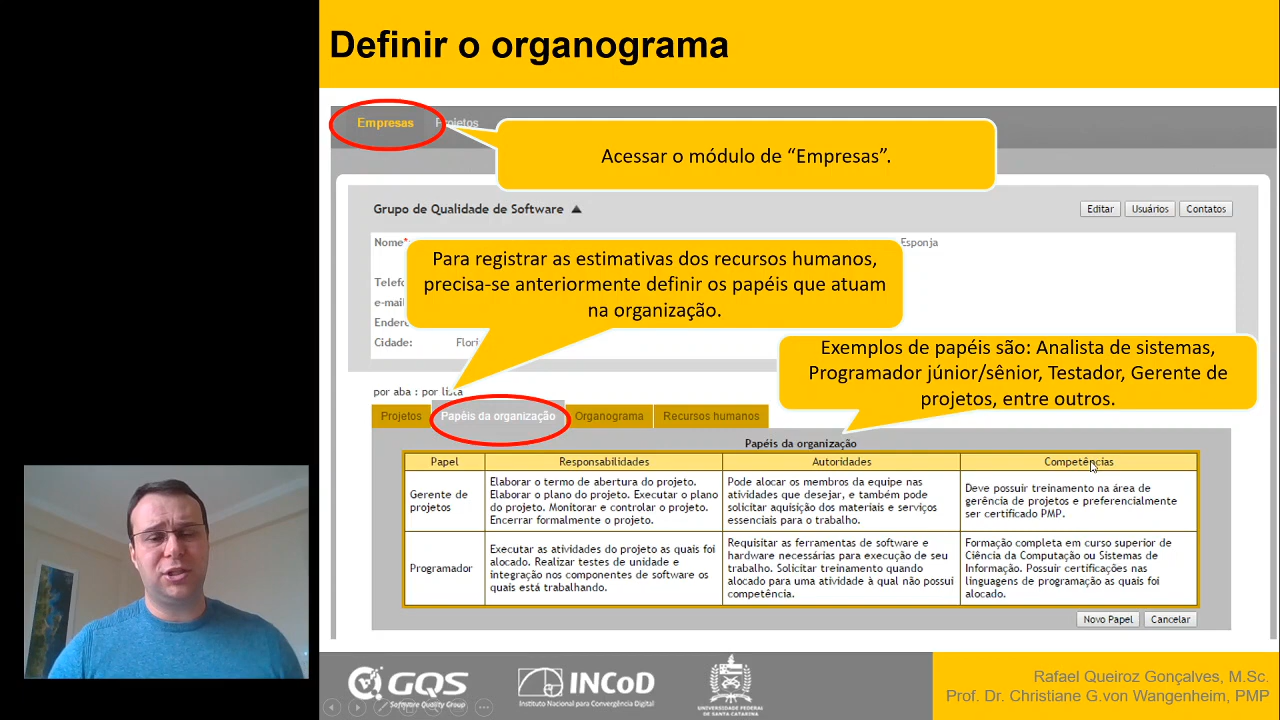 Definir o organograma
Empresas
Projetos
Acessar o módulo de “Empresas”.
Grupo de Qualidade de Software
Editar
Usuários
Contatos
Nome*:
Esponja
Para registrar as estimativas dos recursos humanos,
precisa-se anteriormente definir os papéis que atuam
na organização.
Cidade:
Exemplos de papéis são: Analista de sistemas,
Programador júnior/sênior, Testador, Gerente de
projetos, entre outros.
por aba : por lista
Projetos
Papéis da organização
Organograma
Recursos humanos
Papéis da organização
Papel
Responsabilidades
Autoridades
Competências
Gerente de
projetos
Elaborar o termo de abertura do projeto.
Elaborar o plano do projeto. Executar o plano
do projeto. Monitorar e controlar o projeto.
Encerrar formalmente o projeto.
Pode alocar os membros da equipe nas
atividades que desejar, e também pode
solicitar aquisição dos materiais e serviços
essenciais para o trabalho.
Deve possuir treinamento na área de
gerência de projetos e preferencialmente
ser certificado PMP.
Programador
Executar as atividades do projeto as quais foi
alocado. Realizar testes de unidade e
integração nos componentes de software os
quais está trabalhando.
Requisitar as ferramentas de software e
hardware necessárias para execução de seu
trabalho. Solicitar treinamento quando
alocado para uma atividade à qual não possui
competência.
Formação completa em curso superior de
Ciência da Computação ou Sistemas de
Informação. Possuir certificações nas
linguagens de programação as quais foi
alocado.
Novo Papel
Cancelar
GQS
Software Quality Group
INCoD
Instituto Nacional para Convergência Digital
UNIVERSIDADE FEDERAL
DE SANTA CATARINA
Rafael Queiroz Gonçalves, M.Sc.
Prof. Dr. Christiane G.von Wangenheim, PMP